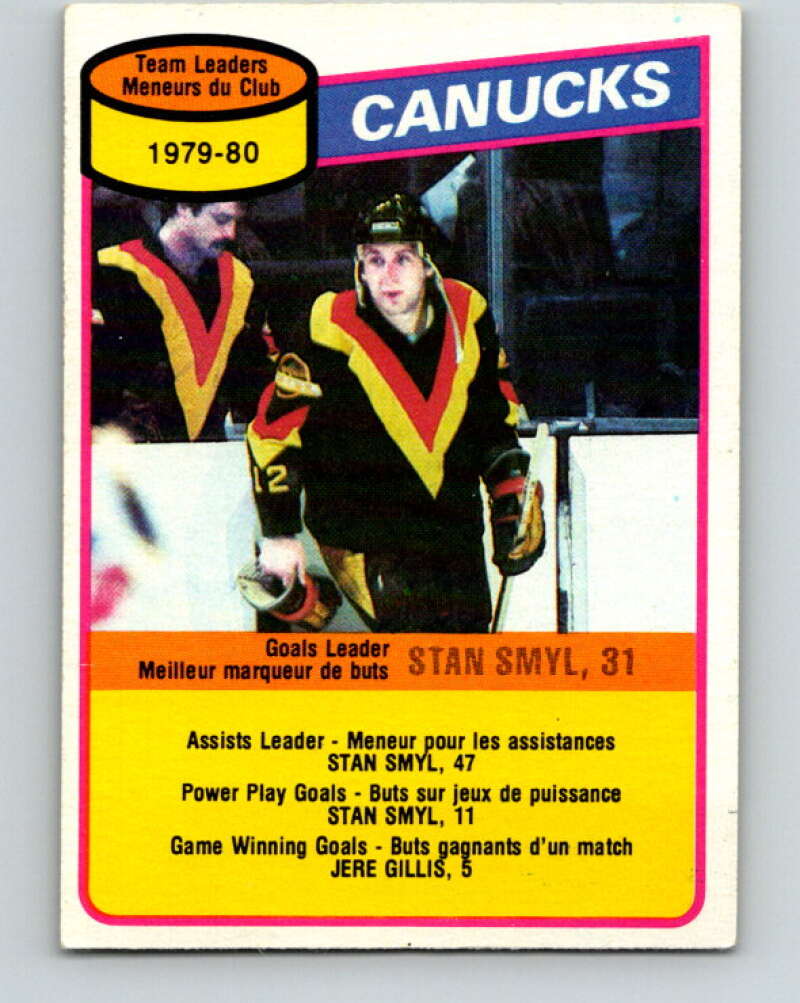 Team Leaders
Meneurs du Club
1979-80
CANUCKS
12
Goals Leader
Meilleur marqueur de buts
STAN SMYL, 31
Assists Leader - Meneur pour les assistances
STAN SMYL, 47
Power Play Goals - Buts sur jeux de puissance
STAN SMYL, 11
Game Winning Goals - Buts gagnants d'un match
JERE GILLIS, 5